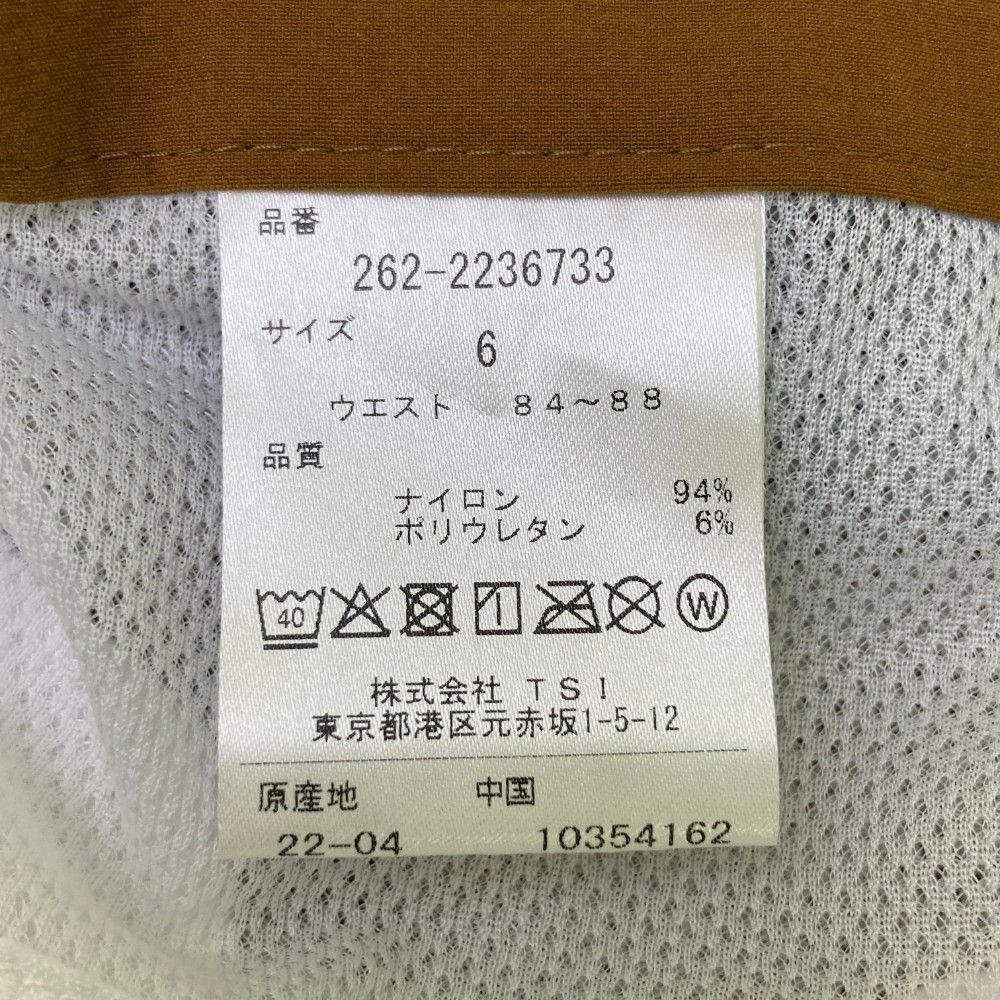 品番
262-2236733
サイズ
6
ウエスト 84～88
品質
ナイロン 94%
ポリウレタン 6%
40 W
株式会社 TSI
東京都港区元赤坂1-5-12
原産地 中国
22-04 10354162